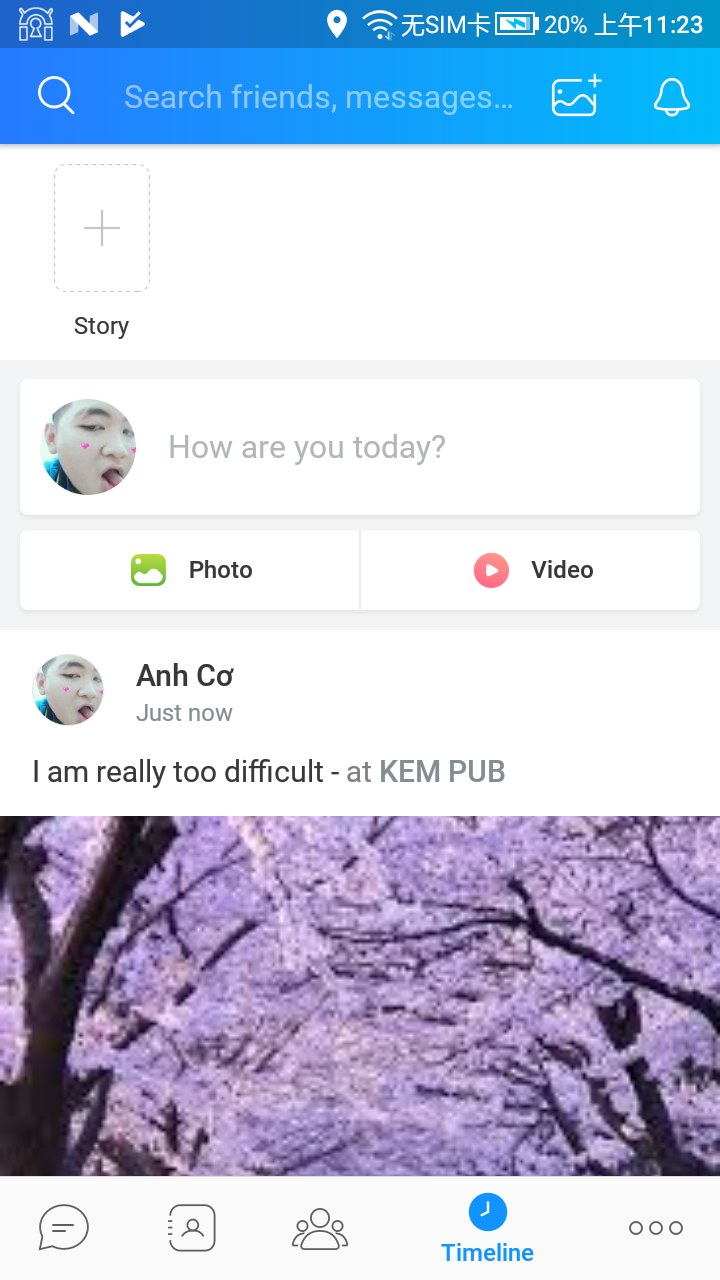 无SIM卡 20% 上午11:23
Search friends, messages...
Story
How are you today?
Photo
Video
Anh Cơ
Just now
I am really too difficult - at KEM PUB
Timeline